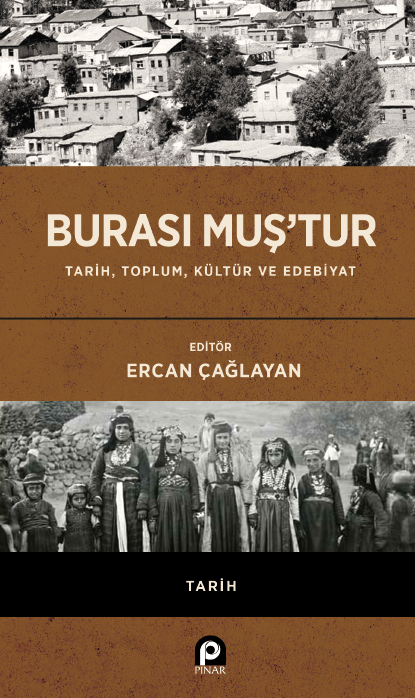 BURASI MUŞ'TUR
TARİH, TOPLUM, KÜLTÜR VE EDEBİYAT
EDİTÖR
ERCAN ÇAĞLAYAN
TARİH
PINAR